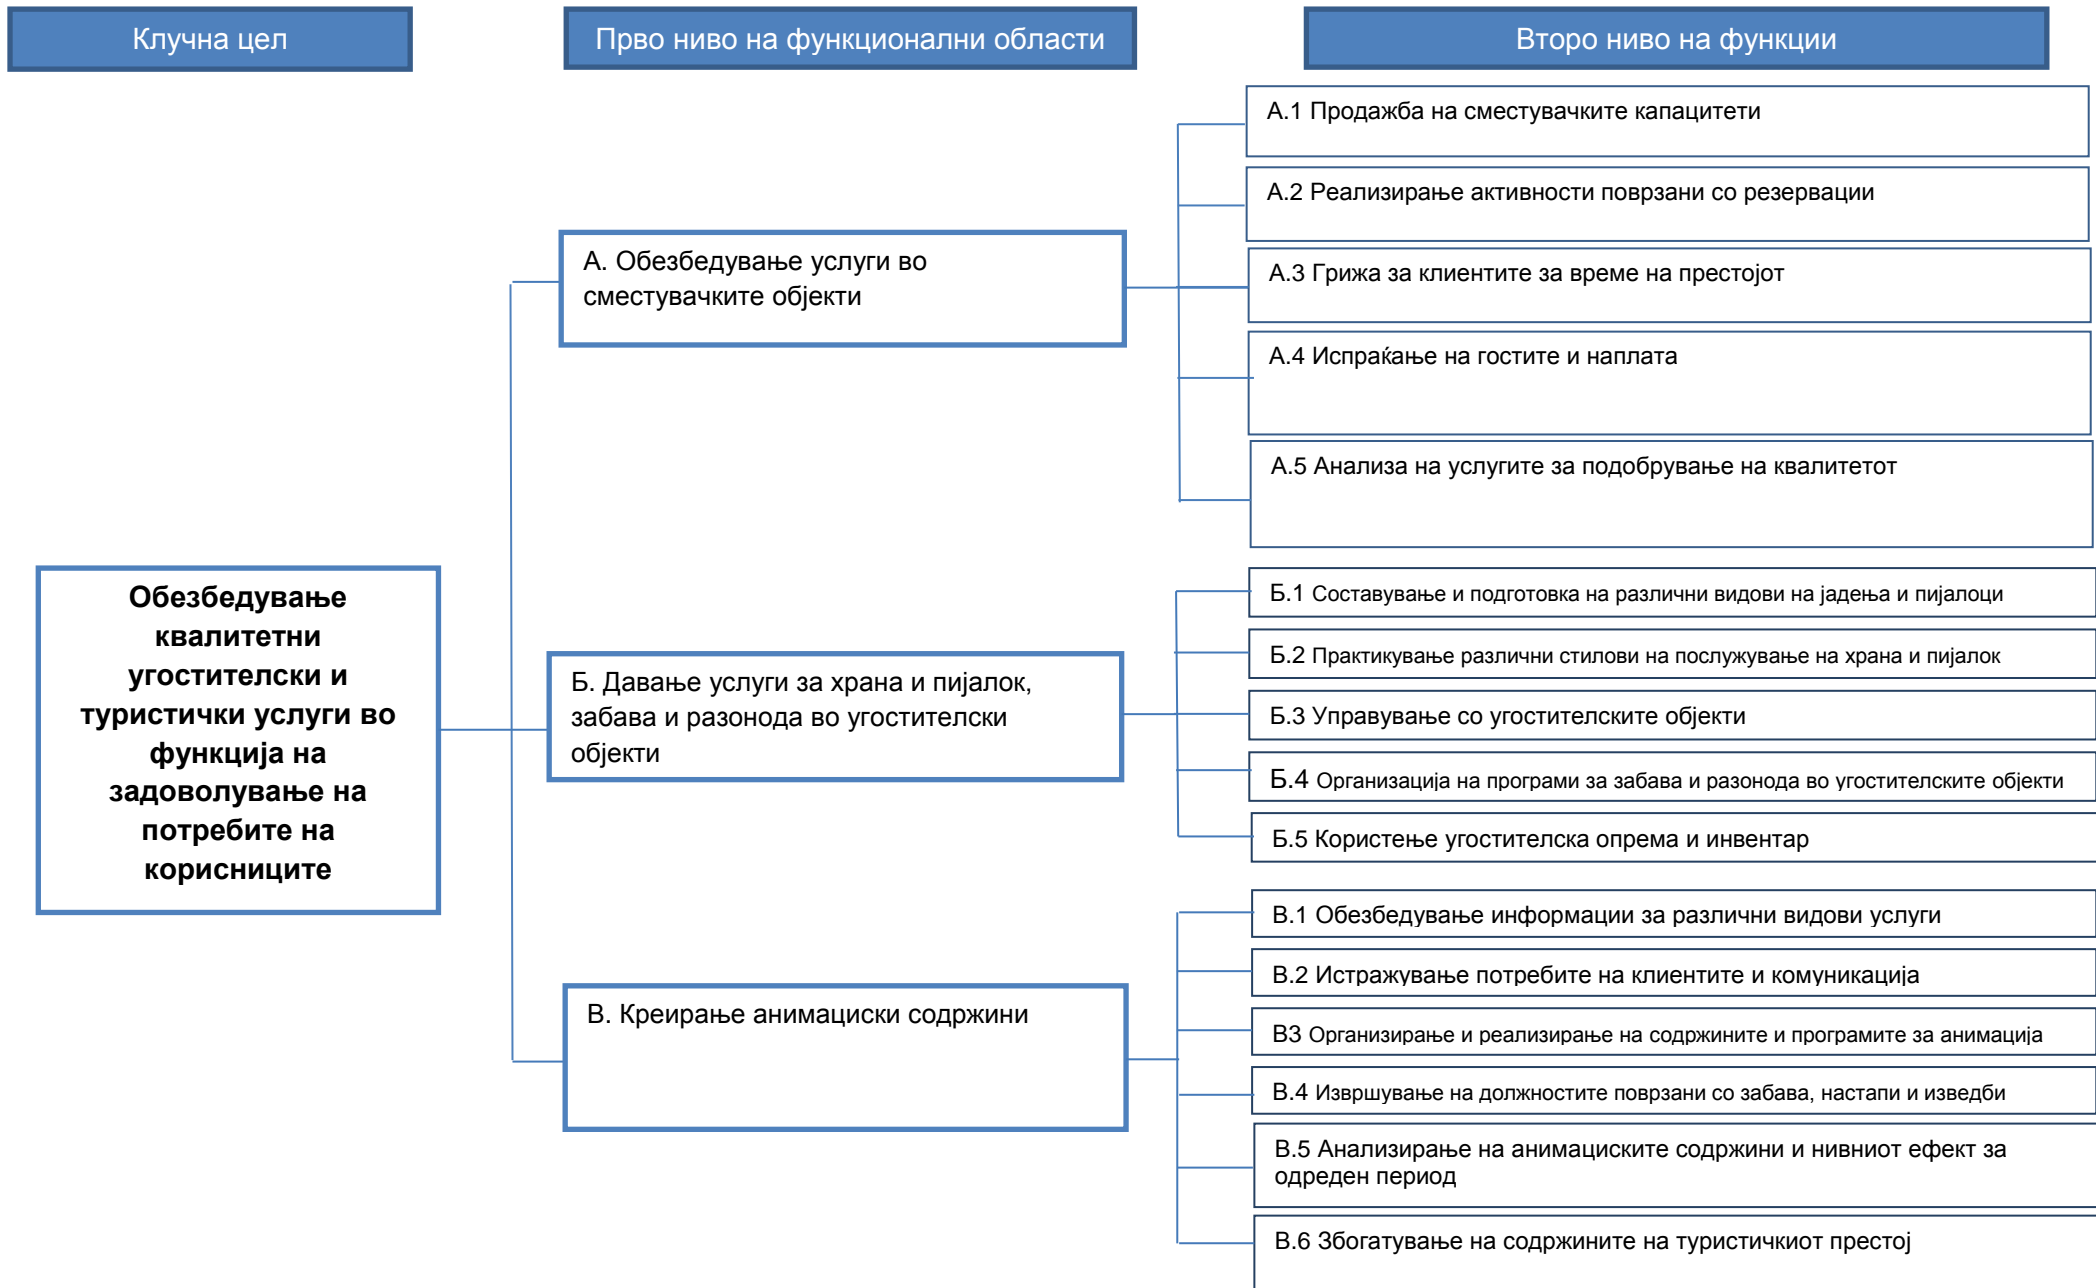 Клучна цел
Прво ниво на функционални области
Второ ниво на функции
А.1 Продажба на сместувачките капацитети
А.2 Реализирање активности поврзани со резервации
А. Обезбедување услуги во
сместувачките објекти
А.3 Грижа за клиентите за време на престојот
А.4 Испраќање на гостите и наплата
А.5 Анализа на услугите за подобрување на квалитетот
Обезбедување
квалитетни
угостителски и
туристички услуги во
функција на
задоволување на
потребите на
корисниците
Б. Давање услуги за храна и пијалок,
забава и разонода во угостителски
објекти
Б.1 Составување и подготовка на различни видови на јадења и пијалоци
Б.2 Практикување различни стилови на послужување на храна и пијалок
Б.3 Управување со угостителските објекти
Б.4 Организација на програми за забава и разонода во угостителските објекти
Б.5 Користење угостителска опрема и инвентар
В. Креирање анимациски содржини
В.1 Обезбедување информации за различни видови услуги
В.2 Истражување потребите на клиентите и комуникација
В3 Организирање и реализирање на содржините и програмите за анимација
В.4 Извршување на должностите поврзани со забава, настапи и изведби
В.5 Анализирање на анимациските содржини и нивниот ефект за
одреден период
В.6 Збогатување на содржините на туристичкиот престој